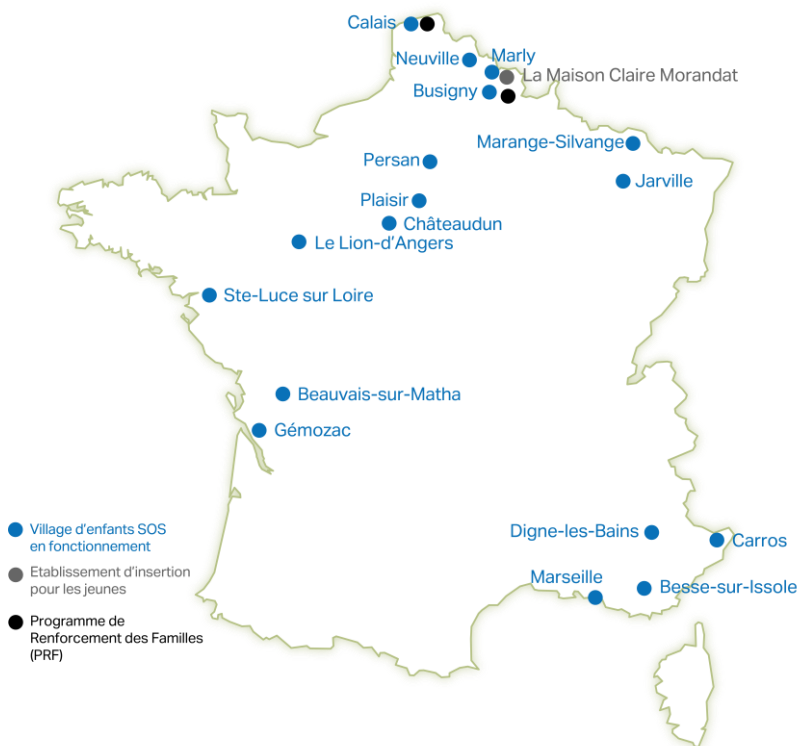 Calais
Neuville
Marly
La Maison Claire Morandat
Busigny
Marange-Silvange
Persan
Jarville
Plaisir
Châteaudun
Le Lion-d'Angers
Ste-Luce sur Loire
Beauvais-sur-Matha
Gémozac
Village d'enfants SOS
en fonctionnement
Etablissement d'insertion
pour les jeunes
Programme de
Renforcement des Familles
(PRF)
Digne-les-Bains
Carros
Marseille
Besse-sur-Issole